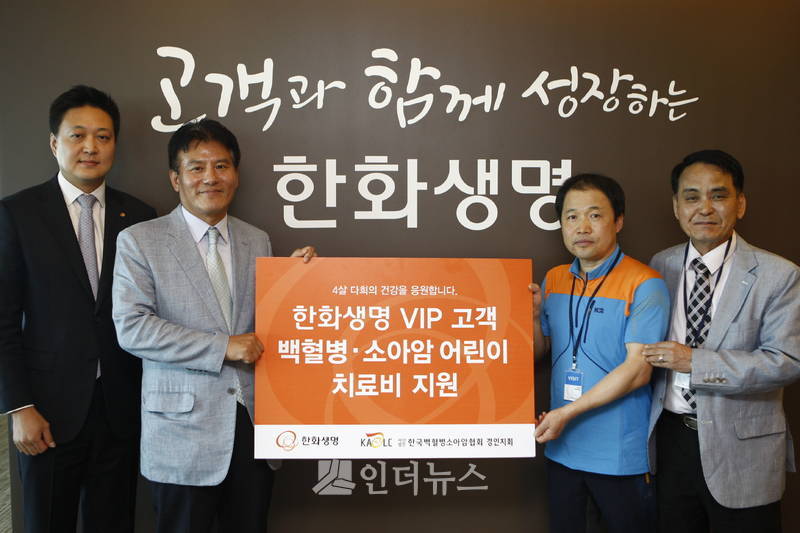 고객과 함께 성장하는
한화생명
4살 다희의 건강을 응원합니다.
한화생명 VIP 고객
백혈병·소아암 어린이
치료비 지원
한화생명 KACLC 한국백혈병소아암협회 경인지회
VISIT
인더뉴스